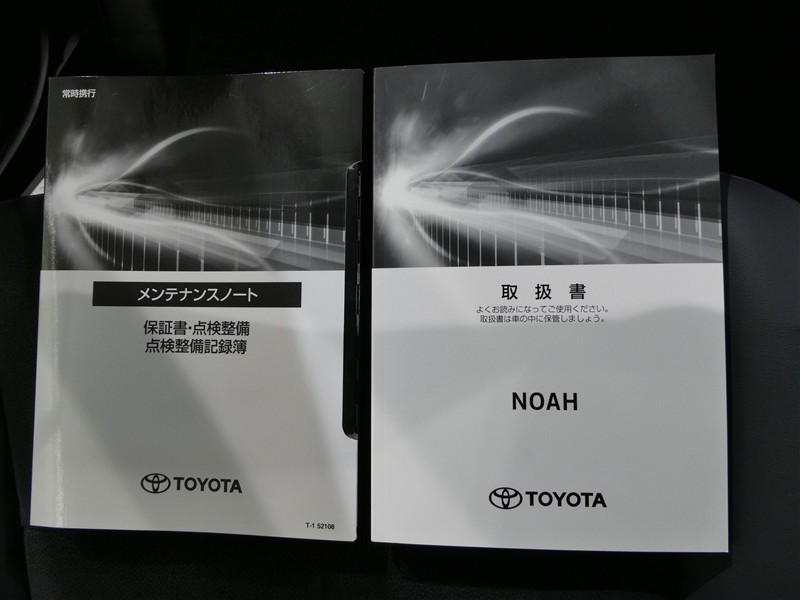 常時携行
メンテナンスノート
保証書・点検整備
点検整備記録簿
TOYOTA
T-1 52108
取扱書
よくお読みになってご使用ください。
取扱書は車の中に保管しましょう。
NOAH
TOYOTA